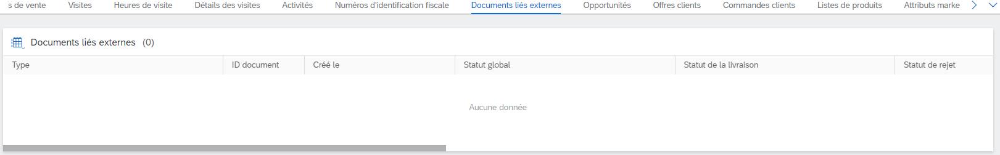 s de vente Visites Heures de visite Détails des visites Activités Numéros d'identification fiscale Documents liés externes Opportunités Offres clients Commandes clients Listes de produits Attributs marke
Documents liés externes (0)
Type ID document Créé le Statut global Statut de la livraison Statut de rejet
Aucune donnée